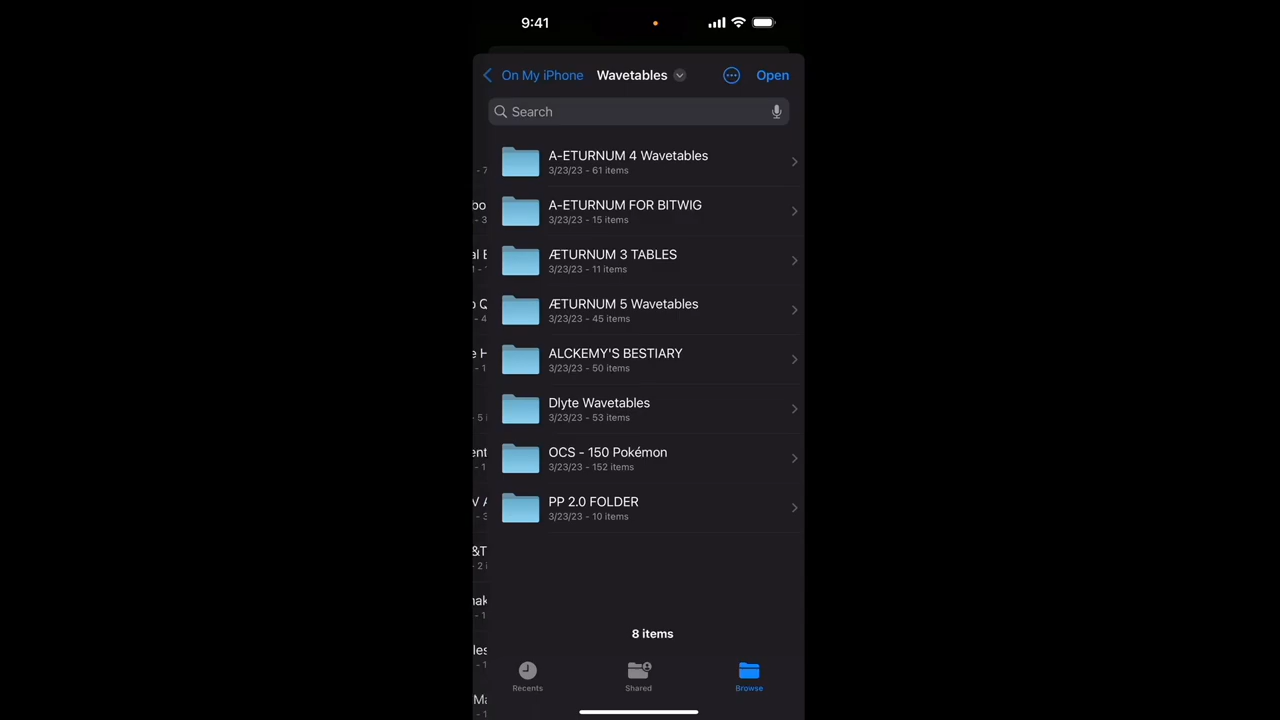 9:41
On My iPhone Wavetables Open
Search
A-ETURNUM 4 Wavetables
3/23/23 - 61 items
A-ETURNUM FOR BITWIG
3/23/23 - 15 items
ÆTURNUM 3 TABLES
3/23/23 - 11 items
ÆTURNUM 5 Wavetables
3/23/23 - 45 items
ALCKEMY'S BESTIARY
3/23/23 - 50 items
Dlyte Wavetables
3/23/23 - 53 items
OCS - 150 Pokémon
3/23/23 - 152 items
PP 2.0 FOLDER
3/23/23 - 10 items
8 items
Recents Shared Browse